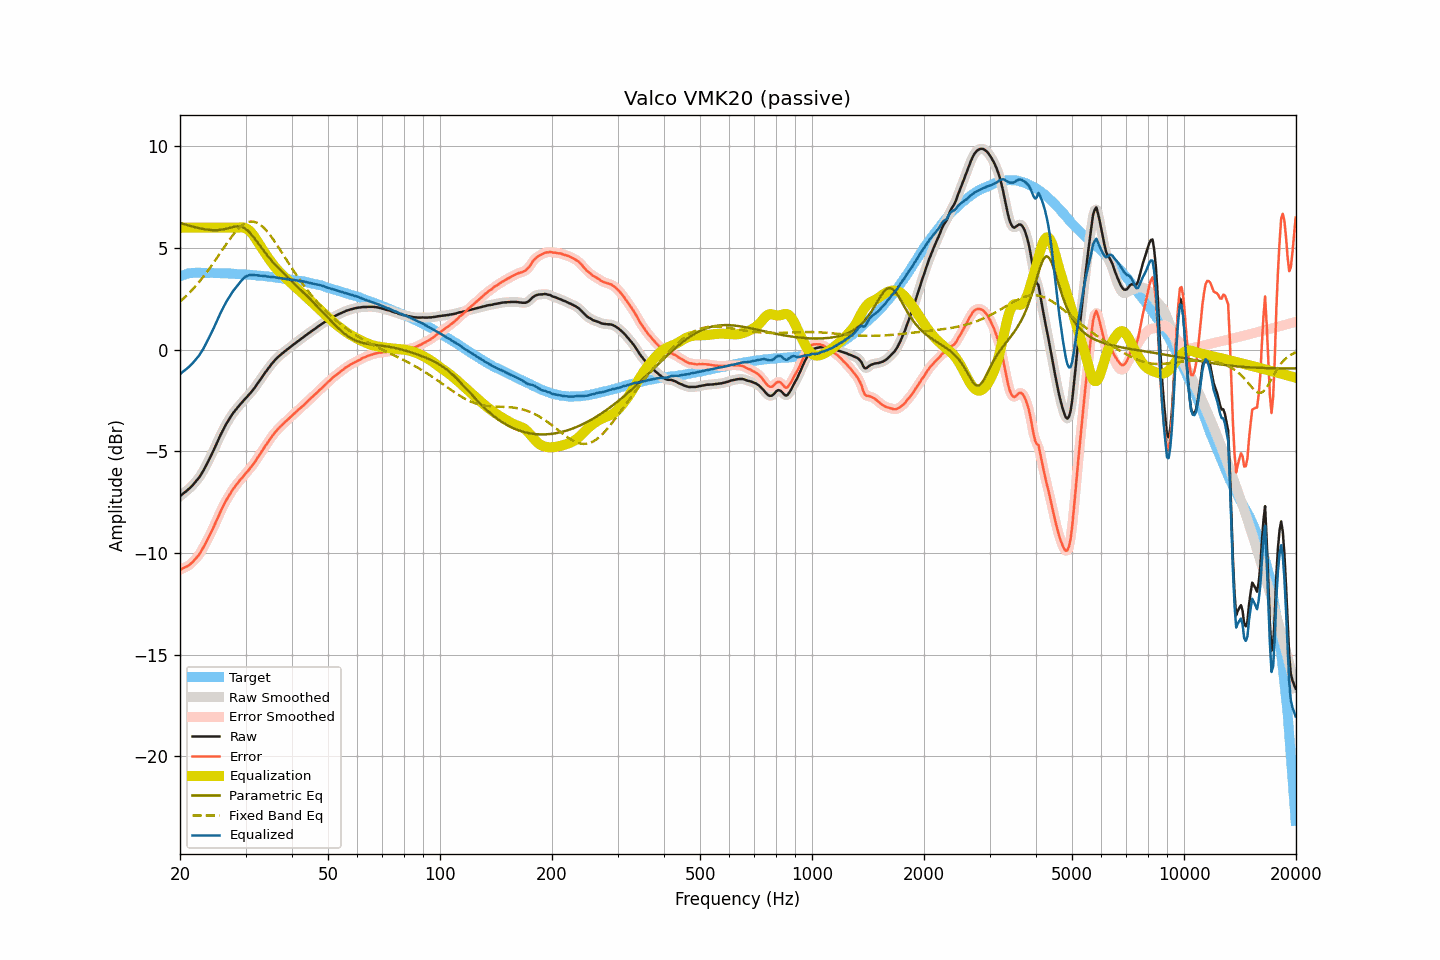 Valco VMK20 (passive)
10
5
0
−5
−10
−15
−20
Amplitude (dBr)
Target
Raw Smoothed
Error Smoothed
Raw
Error
Equalization
Parametric Eq
Fixed Band Eq
Equalized
20 50 100 200 500 1000 2000 5000 10000 20000
Frequency (Hz)